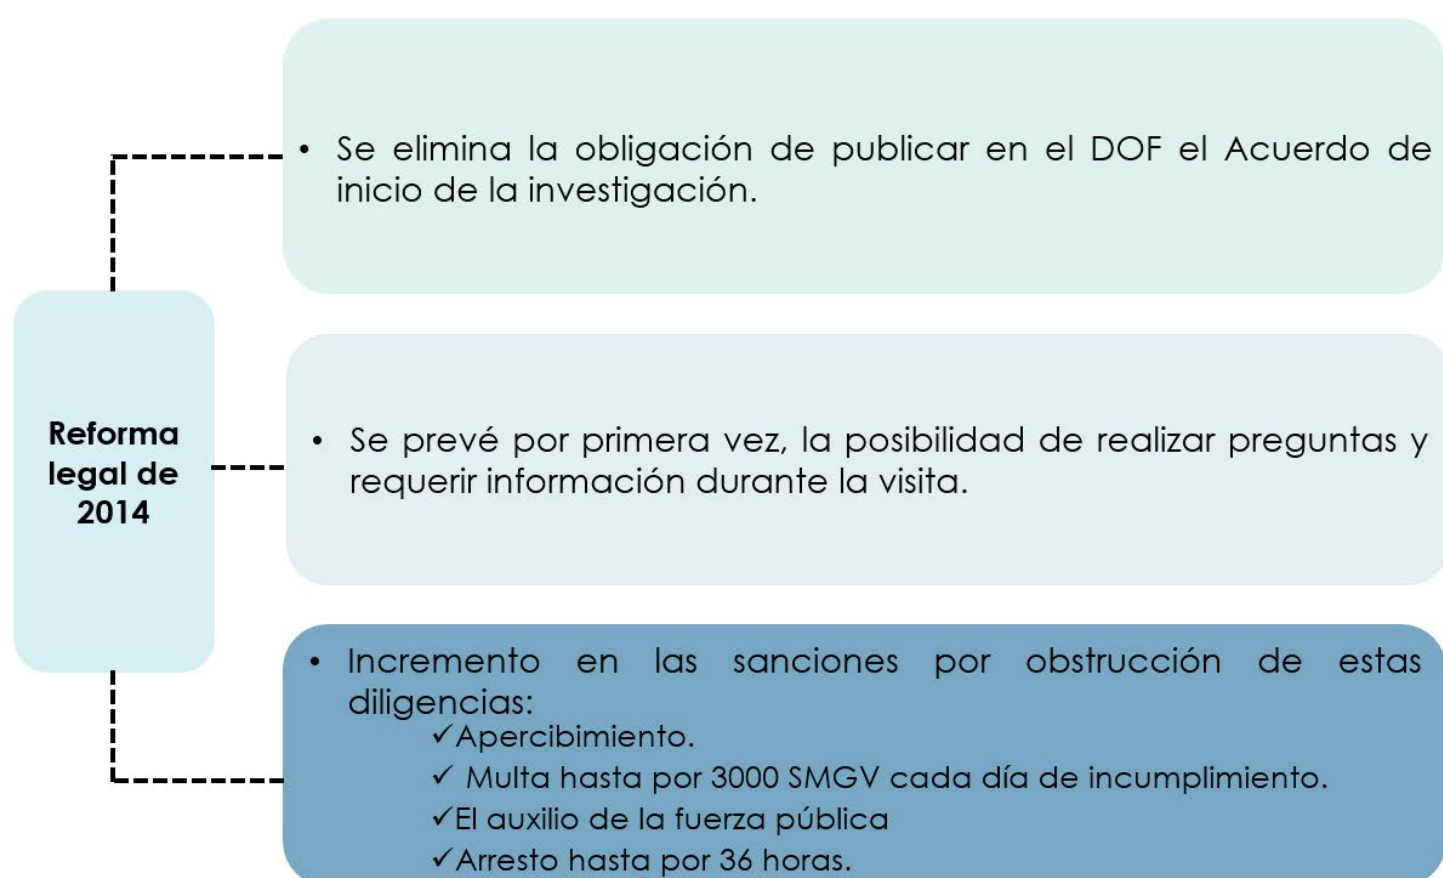 • Se elimina la obligación de publicar en el DOF el Acuerdo de
inicio de la investigación.
Reforma
legal de
2014
• Se prevé por primera vez, la posibilidad de realizar preguntas y
requerir información durante la visita.
• Incremento en las sanciones por obstrucción de estas
diligencias:
✓Apercibimiento.
✓ Multa hasta por 3000 SMGV cada día de incumplimiento.
✓El auxilio de la fuerza pública
✓Arresto hasta por 36 horas.